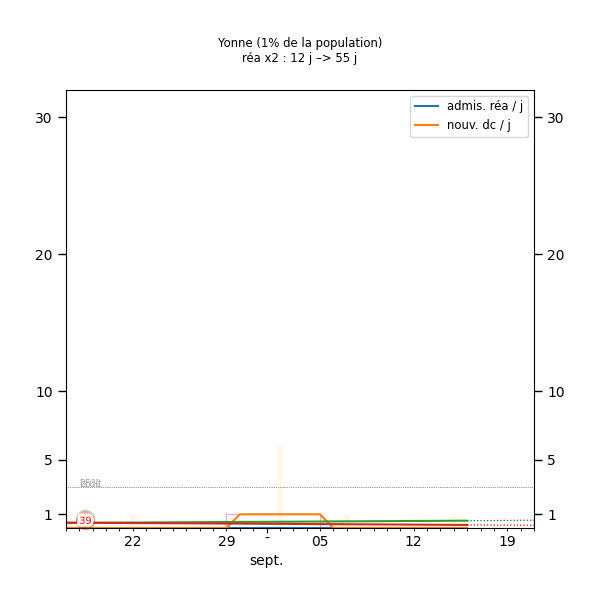 Yonne (1% de la population)
réa x2 : 12 j –> 55 j
admis. réa / j
nouv. dc / j
30 30
20 20
10 10
5 5
39
1 1
22 29 - 05 12 19
sept.